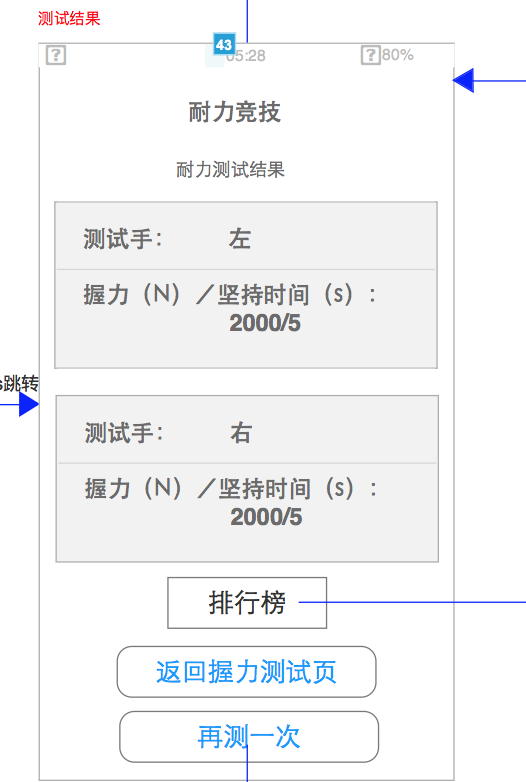 测试结果
43
05:28
80%
耐力竞技
耐力测试结果
测试手： 左
握力（N）／坚持时间（s）：
2000/5
s跳转
测试手： 右
握力（N）／坚持时间（s）：
2000/5
排行榜
返回握力测试页
再测一次